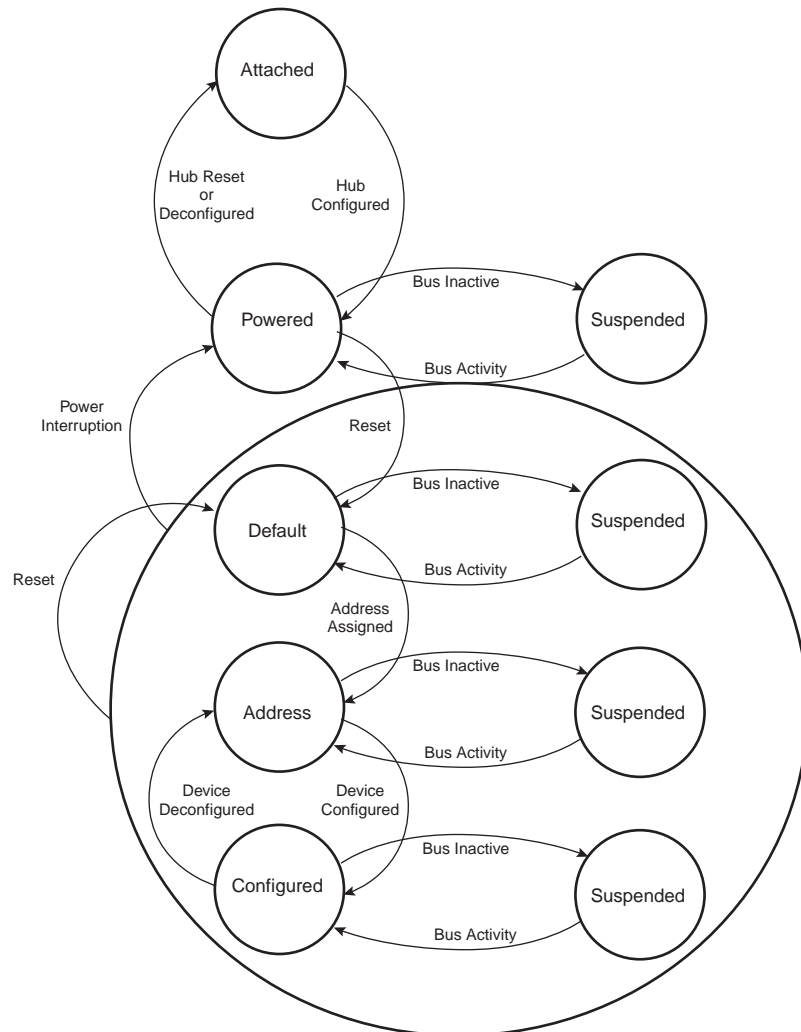 Attached
Hub Reset
or
Deconfigured
Hub
Configured
Powered
Bus Inactive
Suspended
Bus Activity
Power
Interruption
Reset
Default
Bus Inactive
Suspended
Bus Activity
Reset
Address
Assigned
Address
Bus Inactive
Suspended
Bus Activity
Device
Deconfigured
Device
Configured
Configured
Bus Inactive
Suspended
Bus Activity